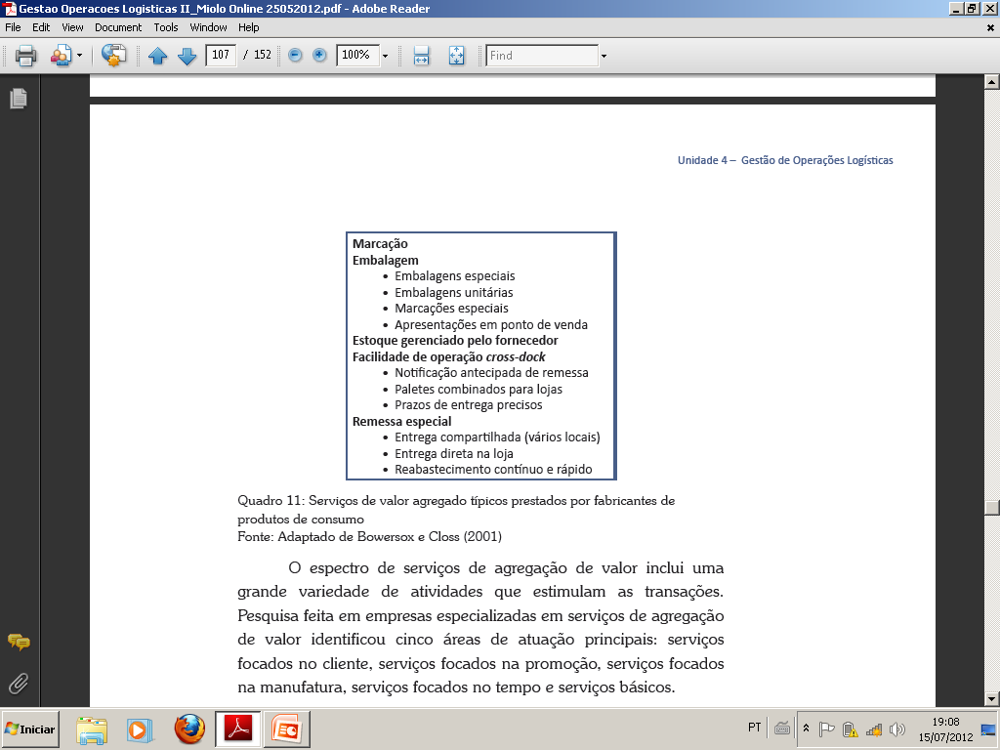 Gestao Operacoes Logisticas II_Miolo Online 25052012.pdf - Adobe Reader
File Edit View Document Tools Window Help
107 / 152 100% Find
Unidade 4 – Gestão de Operações Logísticas
Marcação
Embalagem
• Embalagens especiais
• Embalagens unitárias
• Marcações especiais
• Apresentações em ponto de venda
Estoque gerenciado pelo fornecedor
Facilidade de operação cross-dock
• Notificação antecipada de remessa
• Paletes combinados para lojas
• Prazos de entrega precisos
Remessa especial
• Entrega compartilhada (vários locais)
• Entrega direta na loja
• Reabastecimento contínuo e rápido
Quadro 11: Serviços de valor agregado típicos prestados por fabricantes de
produtos de consumo
Fonte: Adaptado de Bowersox e Closs (2001)
O espectro de serviços de agregação de valor inclui uma
grande variedade de atividades que estimulam as transações.
Pesquisa feita em empresas especializadas em serviços de agregação
de valor identificou cinco áreas de atuação principais: serviços
focados no cliente, serviços focados na promoção, serviços focados
na manufatura, serviços focados no tempo e serviços básicos.
Iniciar
PT
19:08
15/07/2012